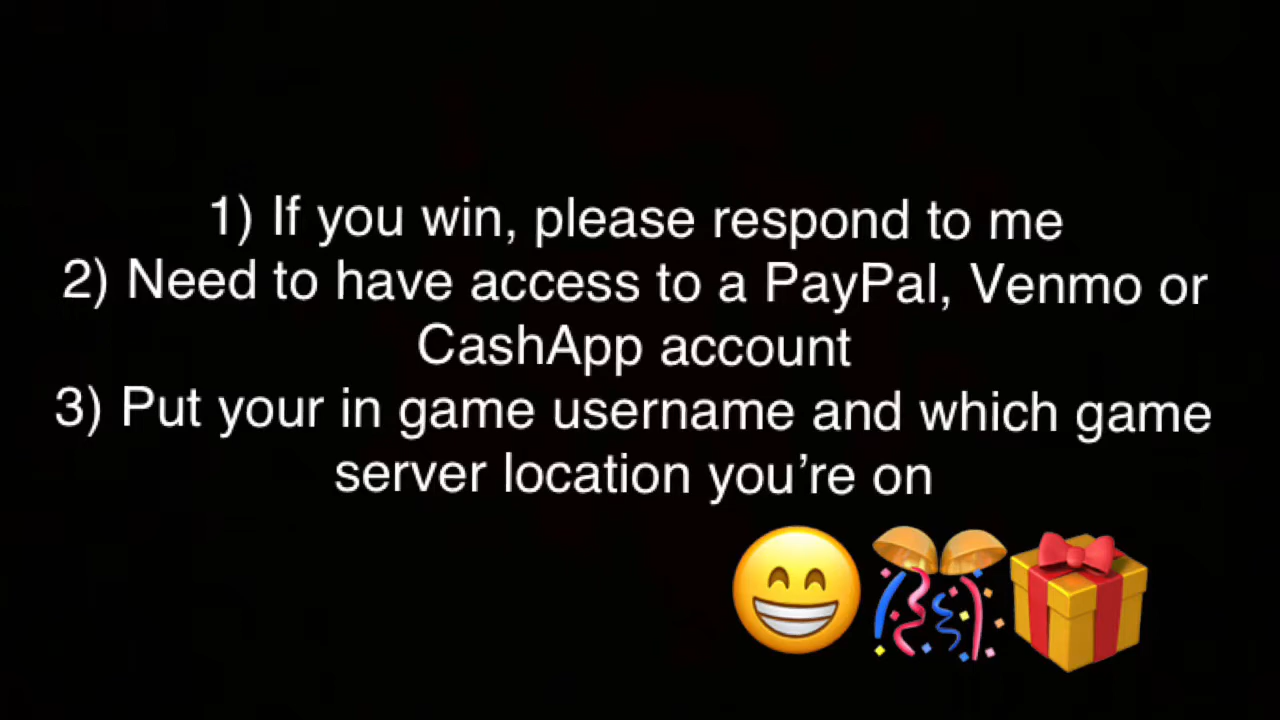 1) If you win, please respond to me
2) Need to have access to a PayPal, Venmo or
CashApp account
3) Put your in game username and which game
server location you’re on